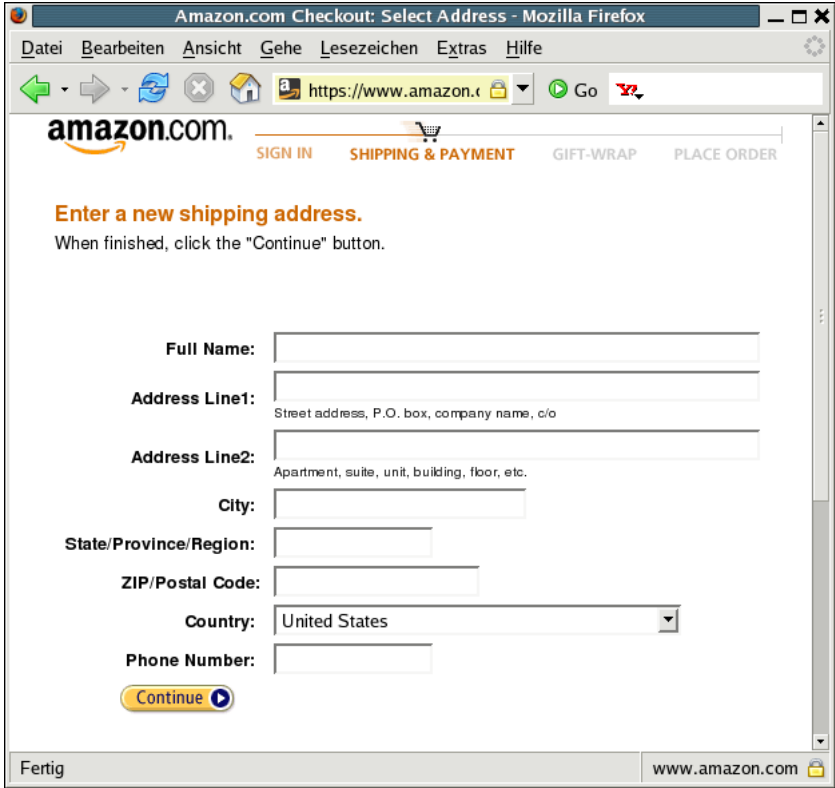 Amazon.com Checkout: Select Address - Mozilla Firefox
Datei Bearbeiten Ansicht Gehe Lesezeichen Extras Hilfe
a https://www.amazon.c Go Y!
amazon.com.
SIGN IN SHIPPING & PAYMENT GIFT-WRAP PLACE ORDER
Enter a new shipping address.
When finished, click the "Continue" button.
Full Name:
Address Line1:
Street address, P.O. box, company name, c/o
Address Line2:
Apartment, suite, unit, building, floor, etc.
City:
State/Province/Region:
ZIP/Postal Code:
Country: United States
Phone Number:
Continue
Fertig www.amazon.com